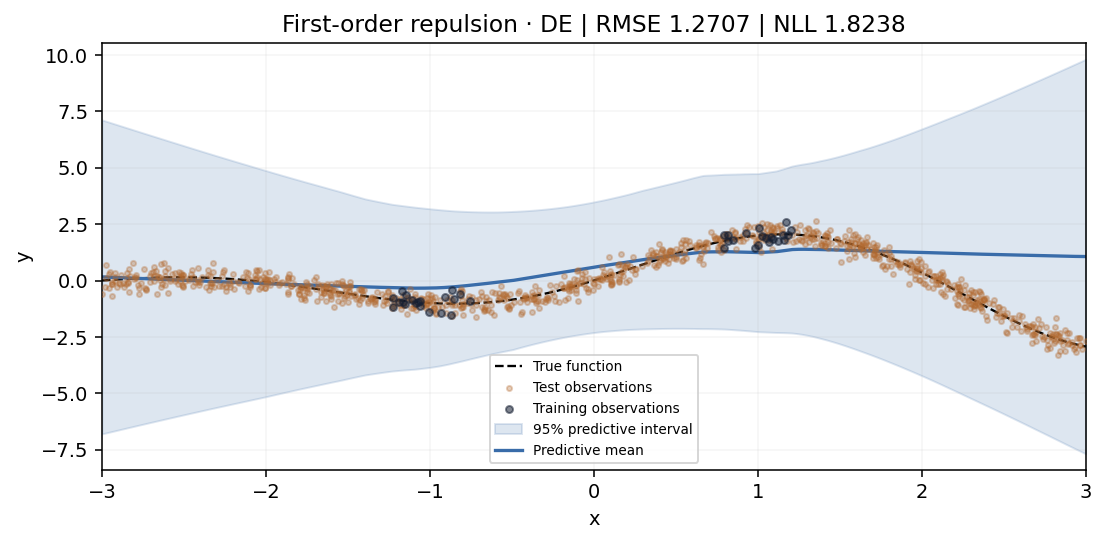 First-order repulsion · DE | RMSE 1.2707 | NLL 1.8238
10.0
7.5
5.0
2.5
0.0
−2.5
−5.0
−7.5
y
True function
Test observations
Training observations
95% predictive interval
Predictive mean
−3
−2
−1
0
1
2
3
x